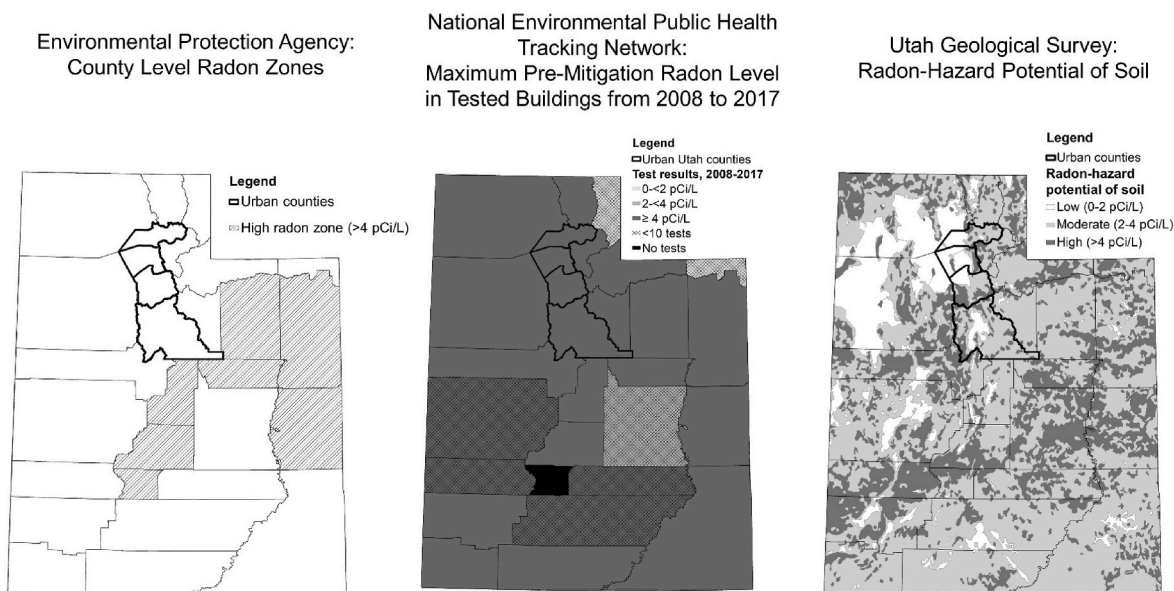 Environmental Protection Agency:
County Level Radon Zones
Legend
Urban counties
High radon zone (>4 pCi/L)
National Environmental Public Health
Tracking Network:
Maximum Pre-Mitigation Radon Level
in Tested Buildings from 2008 to 2017
Legend
Urban Utah counties
Test results, 2008-2017
0-<2 pCi/L
2-<4 pCi/L
≥ 4 pCi/L
<10 tests
No tests
Utah Geological Survey:
Radon-Hazard Potential of Soil
Legend
Urban counties
Radon-hazard
potential of soil
Low (0-2 pCi/L)
Moderate (2-4 pCi/L)
High (>4 pCi/L)